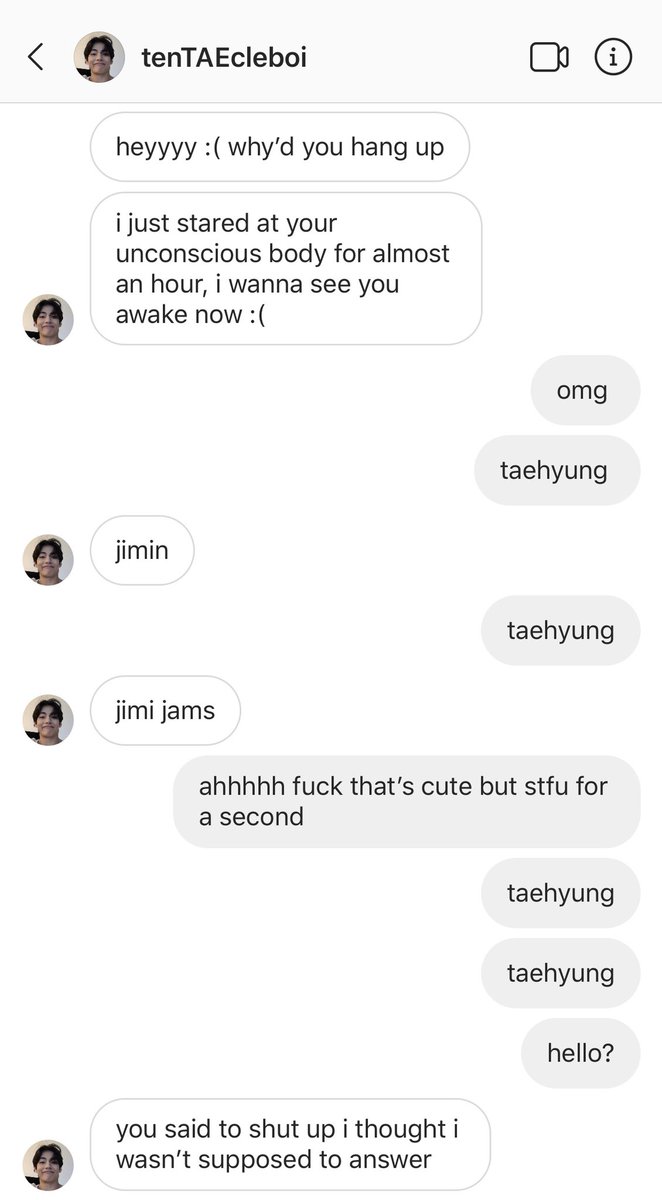 tenTAEcleboi
heyyyy :( why’d you hang up
i just stared at your
unconscious body for almost
an hour, i wanna see you
awake now :(
omg
taehyung
jimin
taehyung
jimi jams
ahhhhh fuck that’s cute but stfu for
a second
taehyung
taehyung
hello?
you said to shut up i thought i
wasn’t supposed to answer